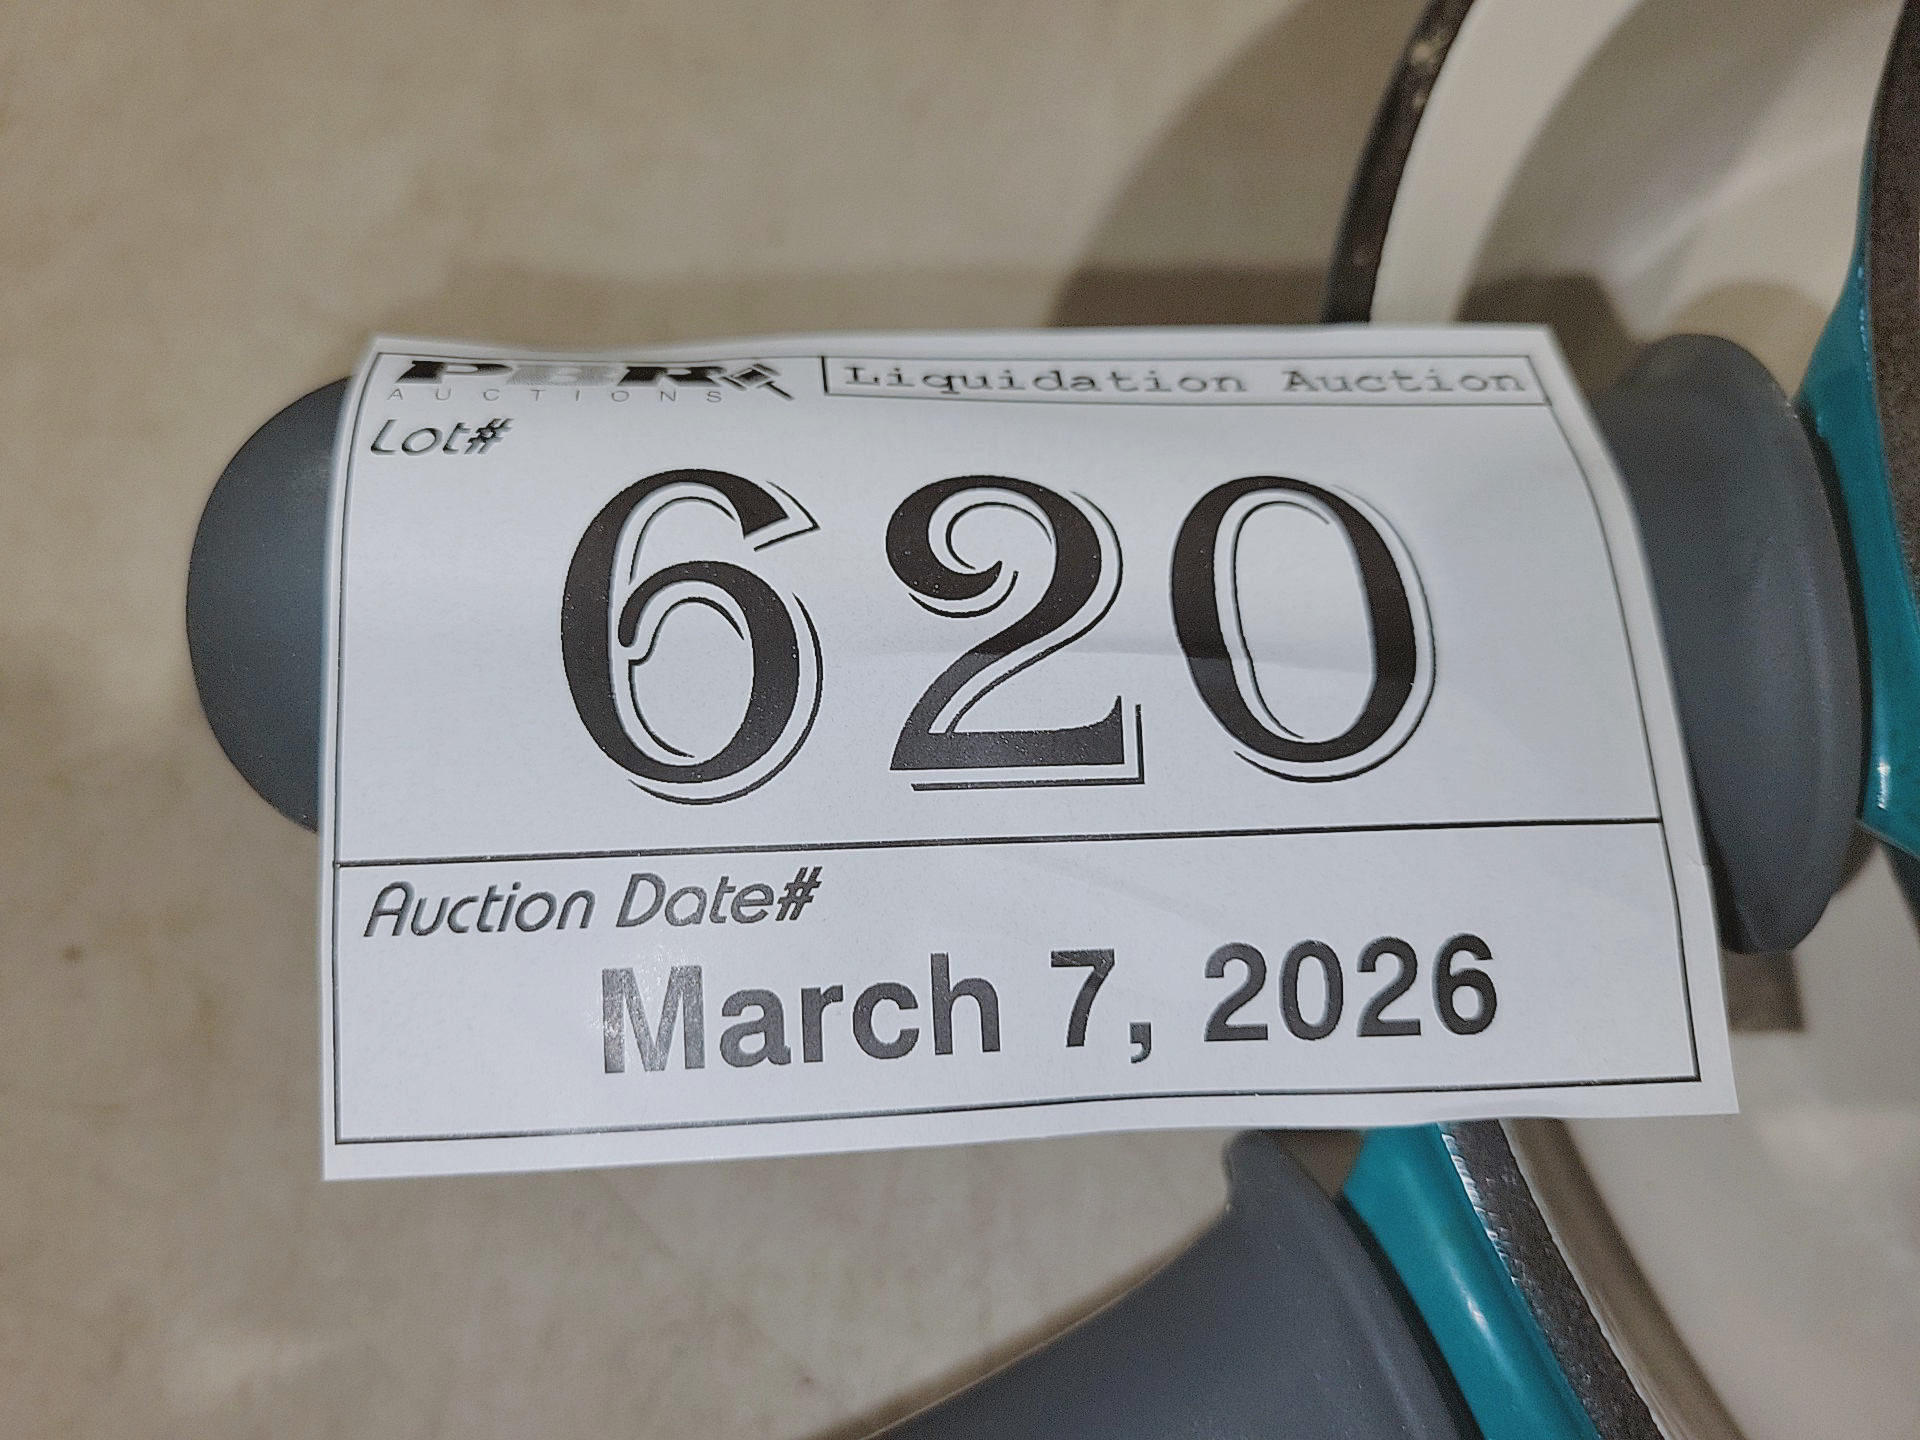 PBR
AUCTIONS
Liquidation Auction
Lot#
620
Auction Date#
March 7, 2026